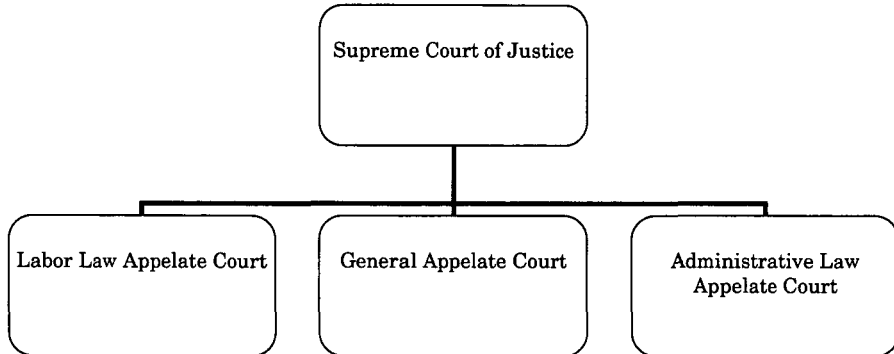 Supreme Court of Justice
Labor Law Appelate Court
General Appelate Court
Administrative Law
Appelate Court